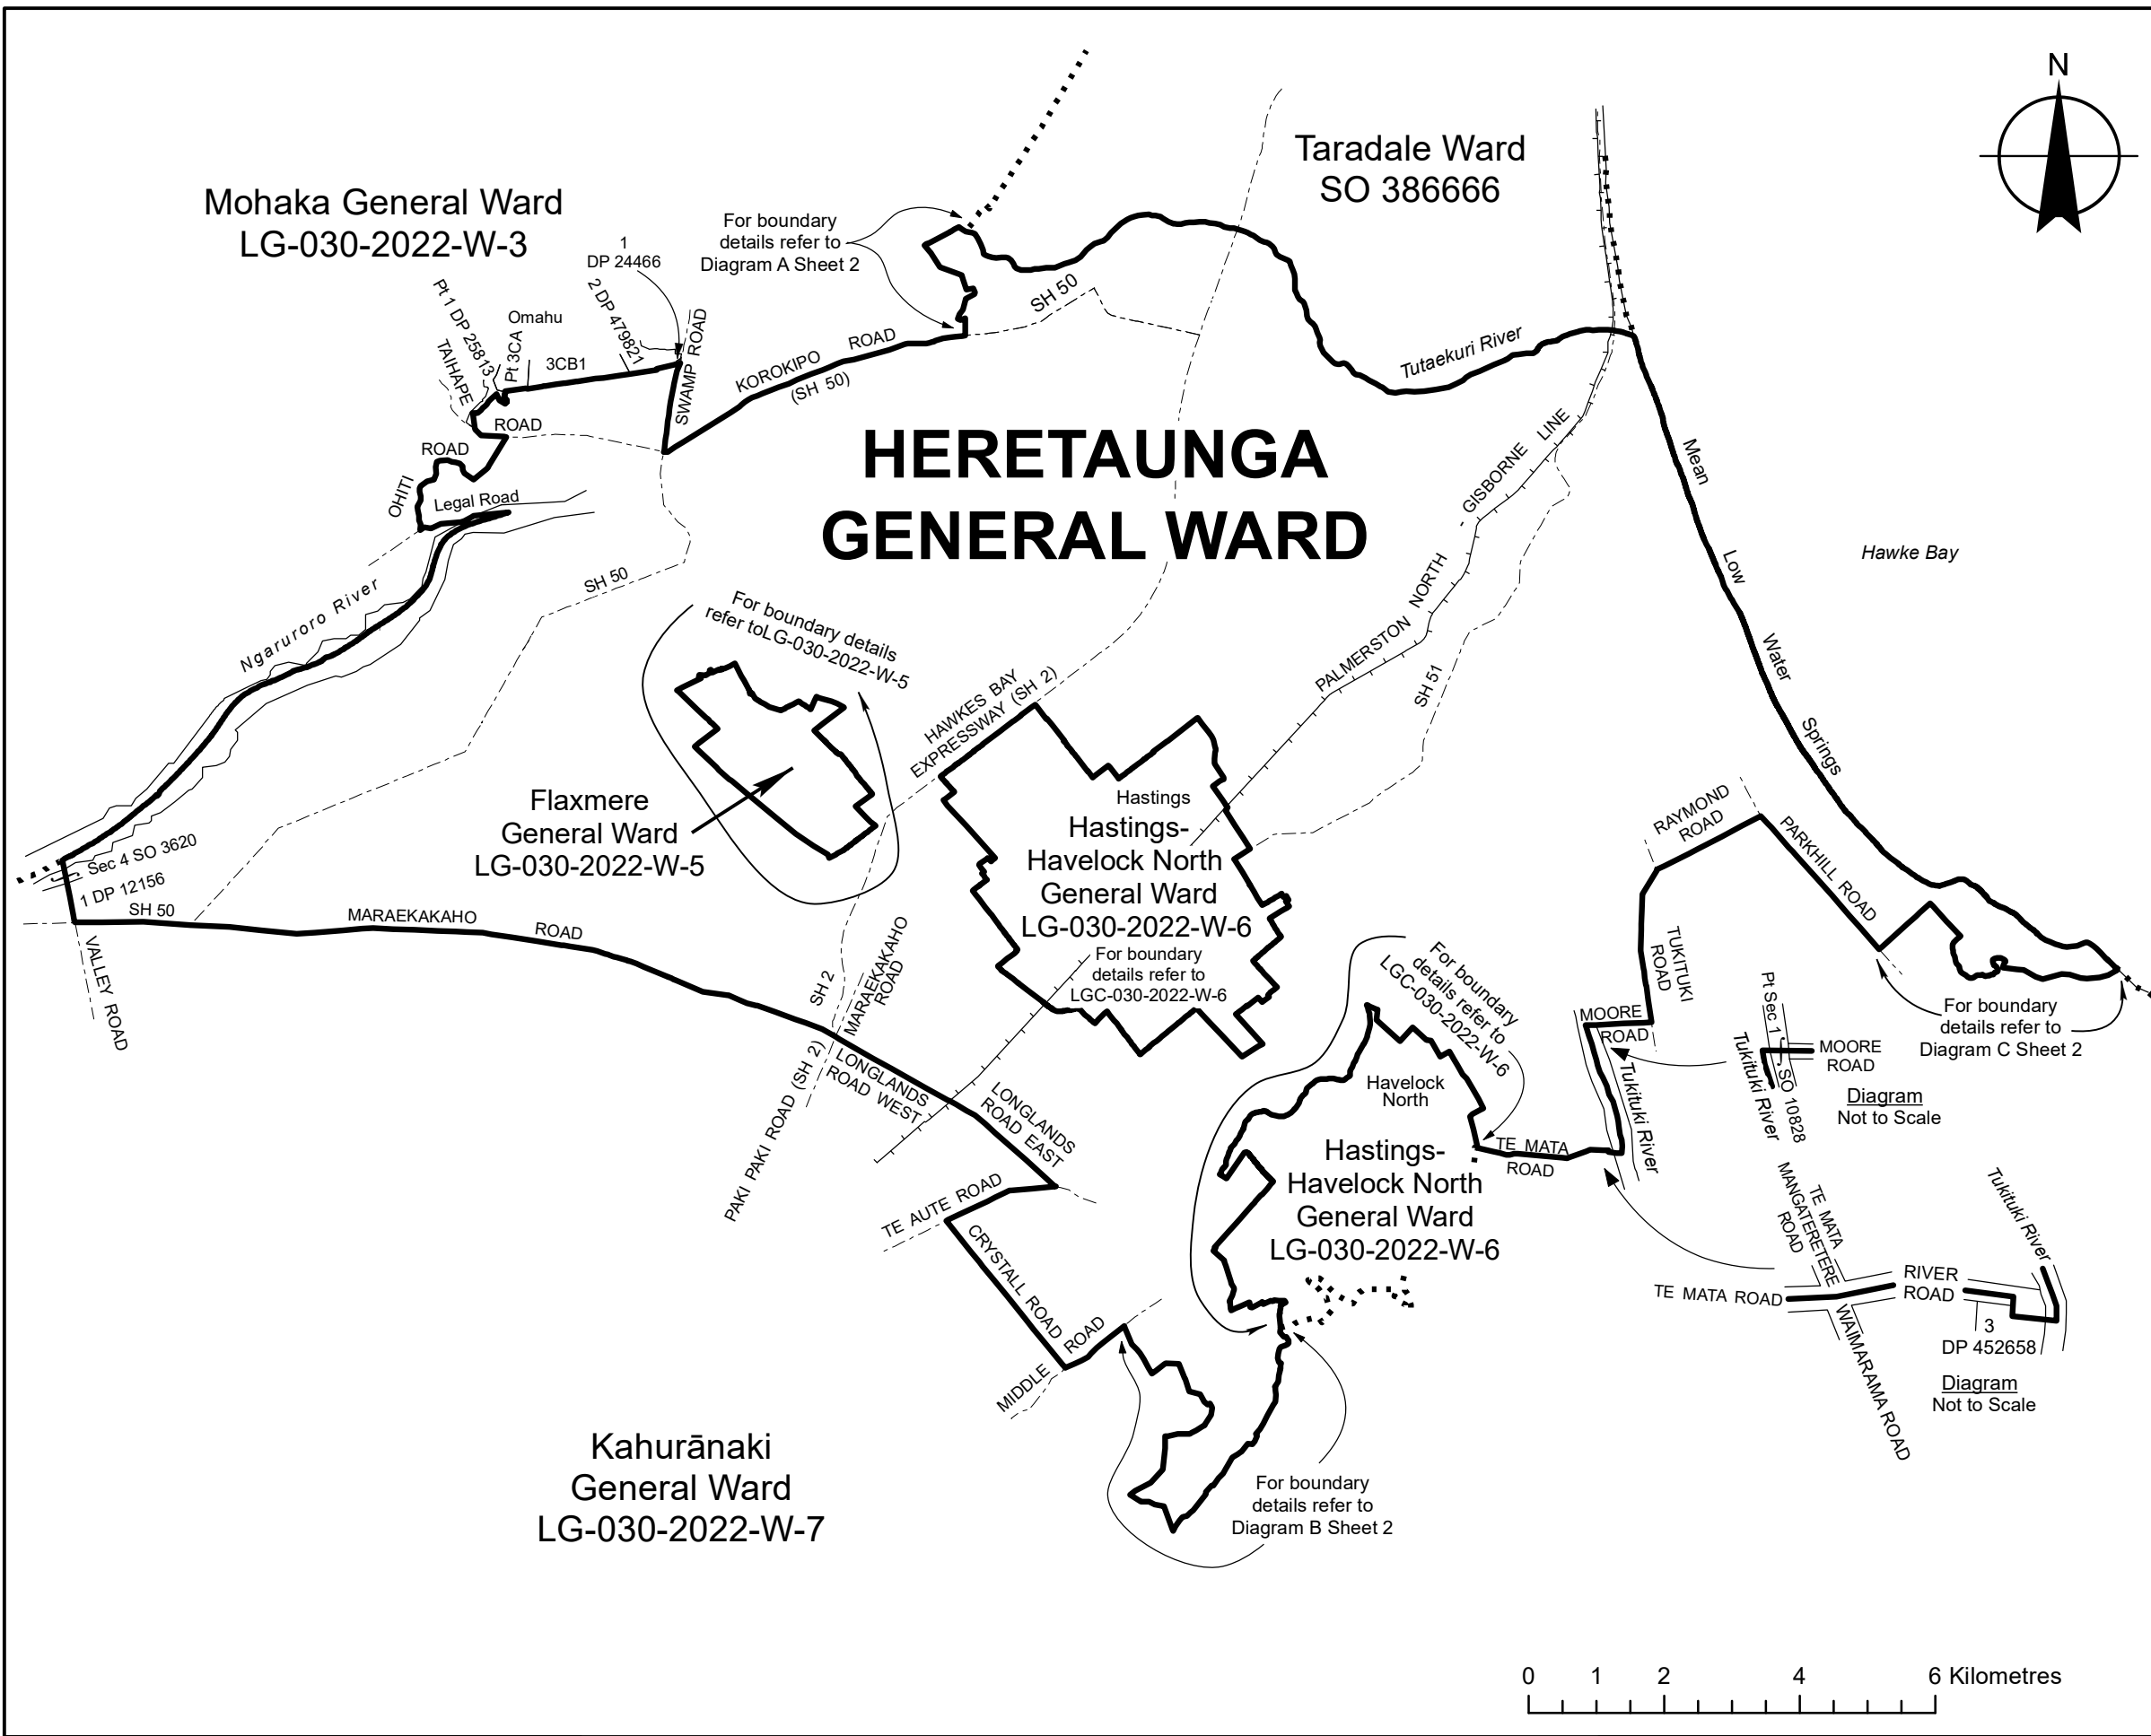 N
Taradale Ward
SO 386666
Mohaka General Ward
LG-030-2022-W-3
For boundary
details refer to
Diagram A Sheet 2
1
DP 24466
2 DP 479821
Pt 1 DP 25813
TAIHAPE
Pt 3CA
Omahu
3CB1
SWAMP ROAD
SH 50
KOROKIPO ROAD
(SH 50)
Tutaekuri River
ROAD
ROAD
OHITI
Legal Road
HERETAUNGA
GENERAL WARD
PALMERSTON NORTH - GISBORNE LINE
Mean Low Water Springs
Hawke Bay
Ngaruroro River
SH 50
For boundary details
refer toLG-030-2022-W-5
HAWKES BAY
EXPRESSWAY (SH 2)
SH 51
Flaxmere
General Ward
LG-030-2022-W-5
Hastings
Hastings-
Havelock North
General Ward
LG-030-2022-W-6
For boundary
details refer to
LGC-030-2022-W-6
RAYMOND
ROAD
PARKHILL ROAD
Sec 4 SO 3620
1 DP 12156
SH 50
MARAEKAKAHO ROAD
VALLEY ROAD
SH 2
MARAEKAKAHO
ROAD
For boundary
details refer to
LGC-030-2022-W-6
TUKITUKI
ROAD
MOORE
ROAD
Tukituki River
Pt Sec 1
SO 10828
Tukituki River
MOORE
ROAD
Diagram
Not to Scale
For boundary
details refer to
Diagram C Sheet 2
PAKI PAKI ROAD (SH 2)
LONGLANDS
ROAD WEST
LONGLANDS
ROAD EAST
Havelock
North
Hastings-
Havelock North
General Ward
LG-030-2022-W-6
TE MATA
ROAD
TE AUTE ROAD
CRYSTALL ROAD
MIDDLE ROAD
TE MATA
MANGATERETERE
ROAD
Tukituki River
TE MATA ROAD
RIVER
ROAD
WAIMARAMA ROAD
3
DP 452658
Diagram
Not to Scale
Kahurānaki
General Ward
LG-030-2022-W-7
For boundary
details refer to
Diagram B Sheet 2
0 1 2 4 6 Kilometres